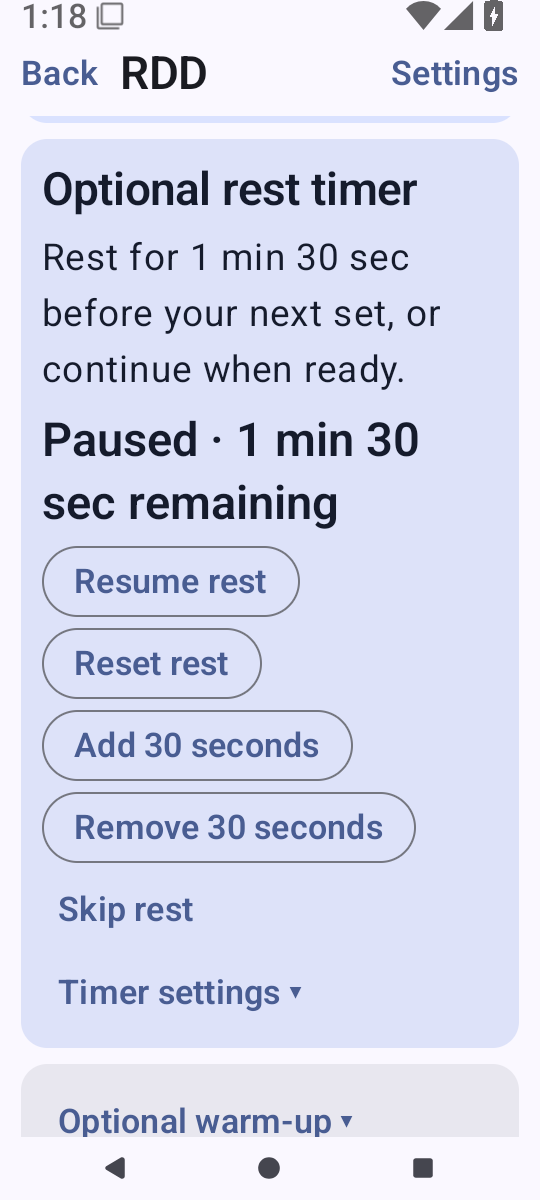 1:18
Back RDD Settings
Optional rest timer
Rest for 1 min 30 sec
before your next set, or
continue when ready.
Paused · 1 min 30
sec remaining
Resume rest
Reset rest
Add 30 seconds
Remove 30 seconds
Skip rest
Timer settings ▾
Optional warm-up ▾